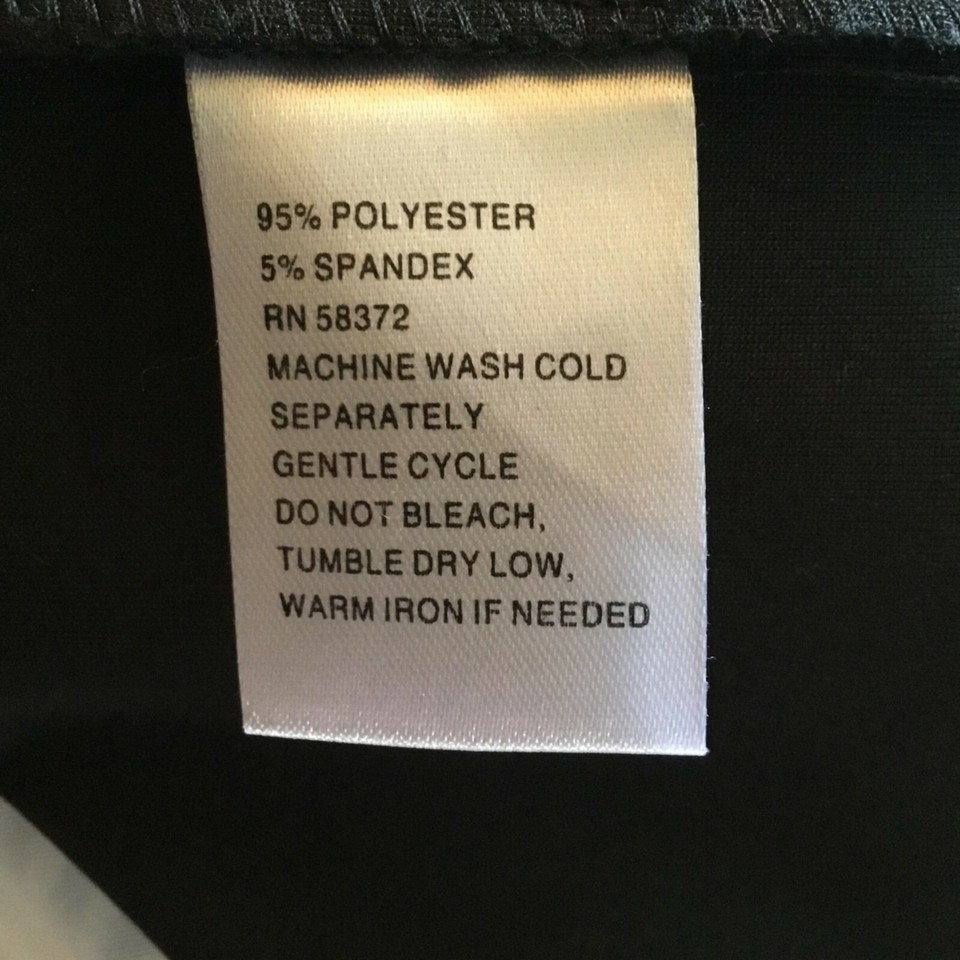 95% POLYESTER
5% SPANDEX
RN 58372
MACHINE WASH COLD
SEPARATELY
GENTLE CYCLE
DO NOT BLEACH,
TUMBLE DRY LOW,
WARM IRON IF NEEDED